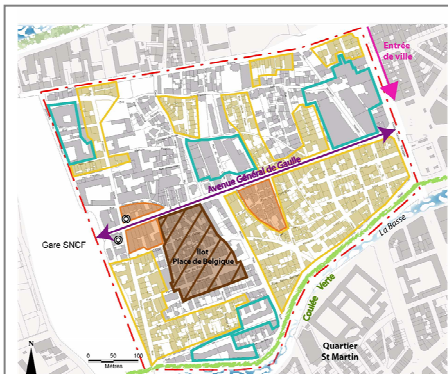 Entrée
de ville
Avenue Général de Gaulle
La Basse
Gare SNCF
Ilot
Place de Belgique
Coulée Verte
Quartier
St Martin
N
0 50 100
Mètres